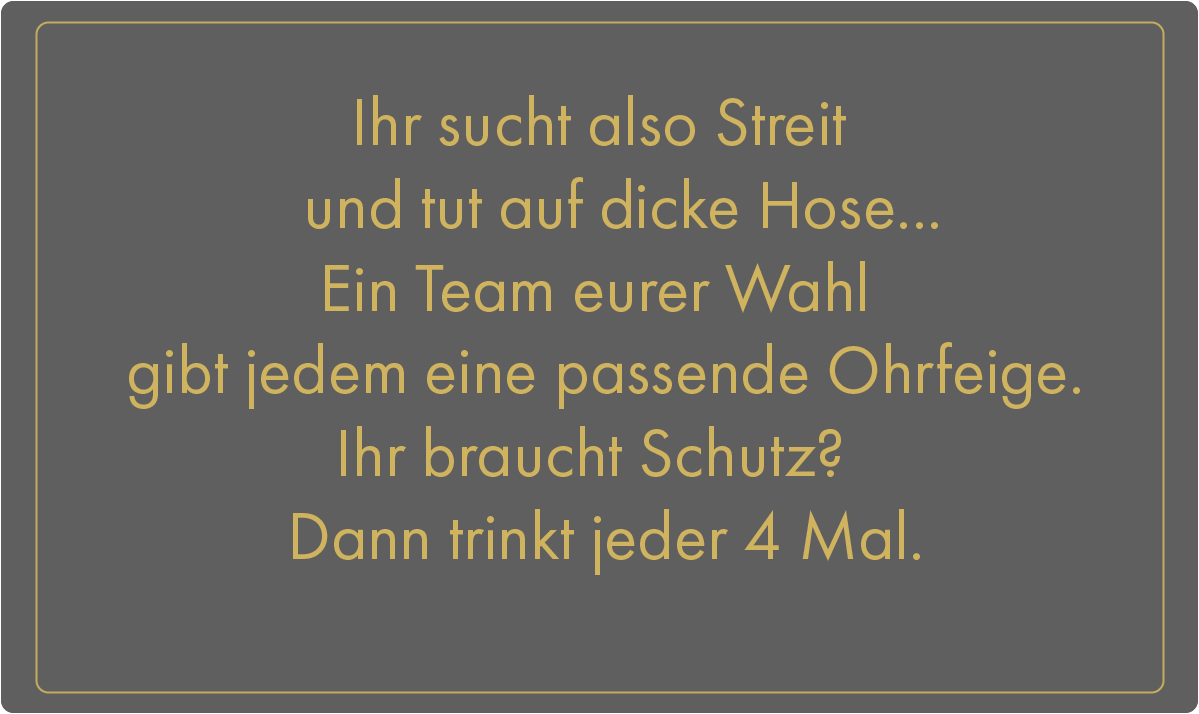 Ihr sucht also Streit
und tut auf dicke Hose...
Ein Team eurer Wahl
gibt jedem eine passende Ohrfeige.
Ihr braucht Schutz?
Dann trinkt jeder 4 Mal.